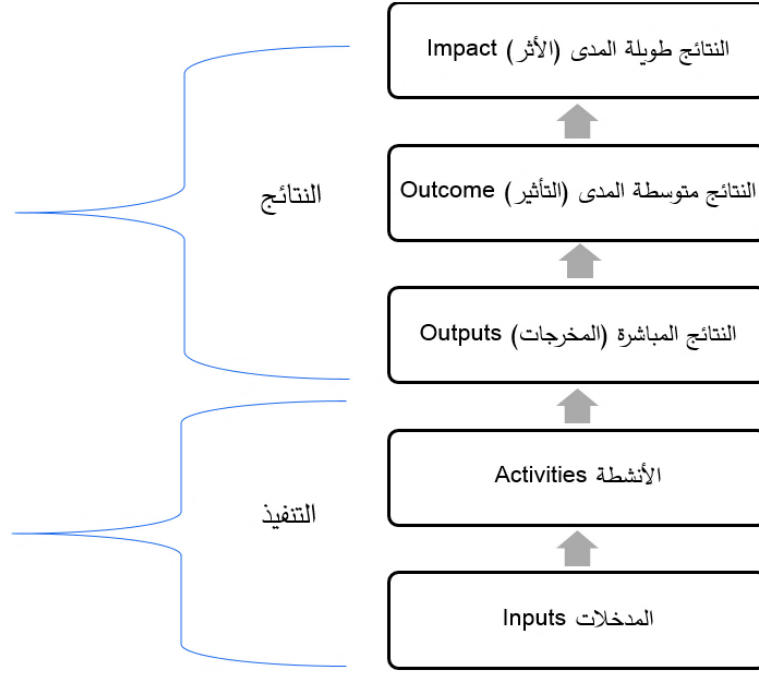 النتائج طويلة المدى (الأثر) Impact
النتائج متوسطة المدى (التأثير) Outcome
النتائج
النتائج المباشرة (المخرجات) Outputs
الأنشطة Activities
التنفيذ
المدخلات Inputs